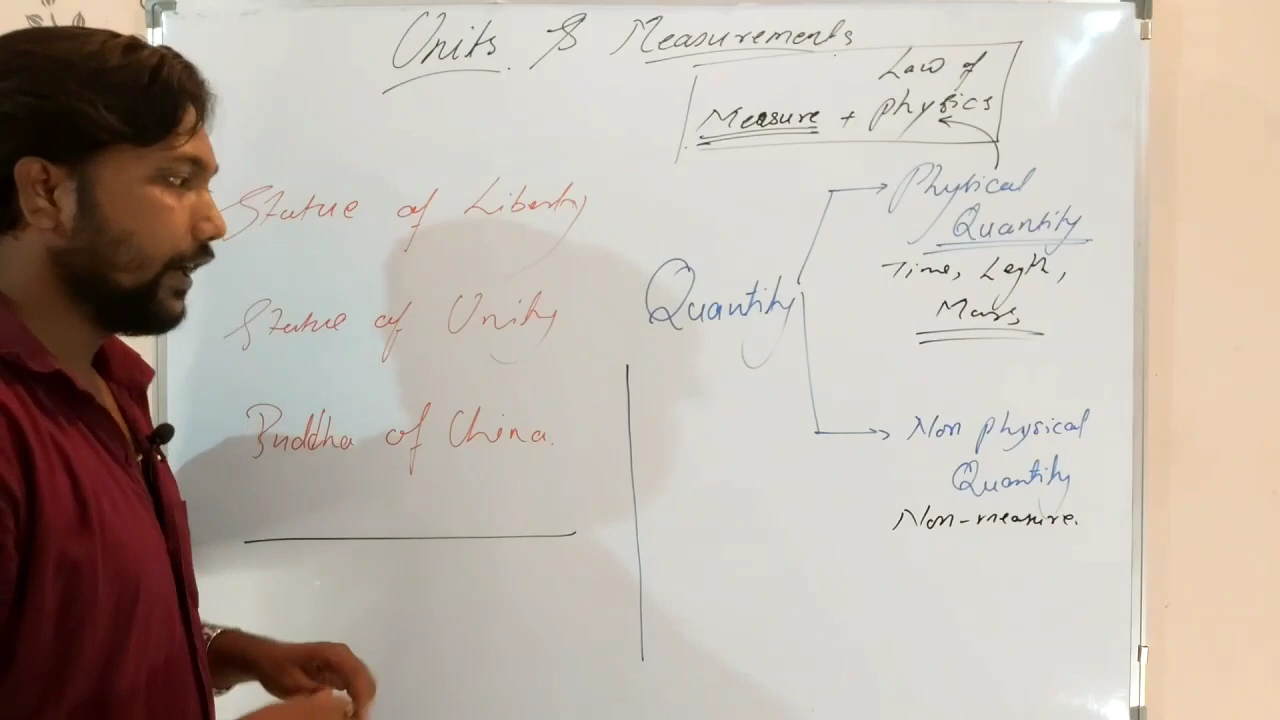 Units & Measurements
Law of
Measure + physics
Statue of Liberty
Statue of Unity
Buddha of China.
Quantity
Physical
Quantity
Time, Legth,
Mass
Non physical
Quantity
Non-measure.